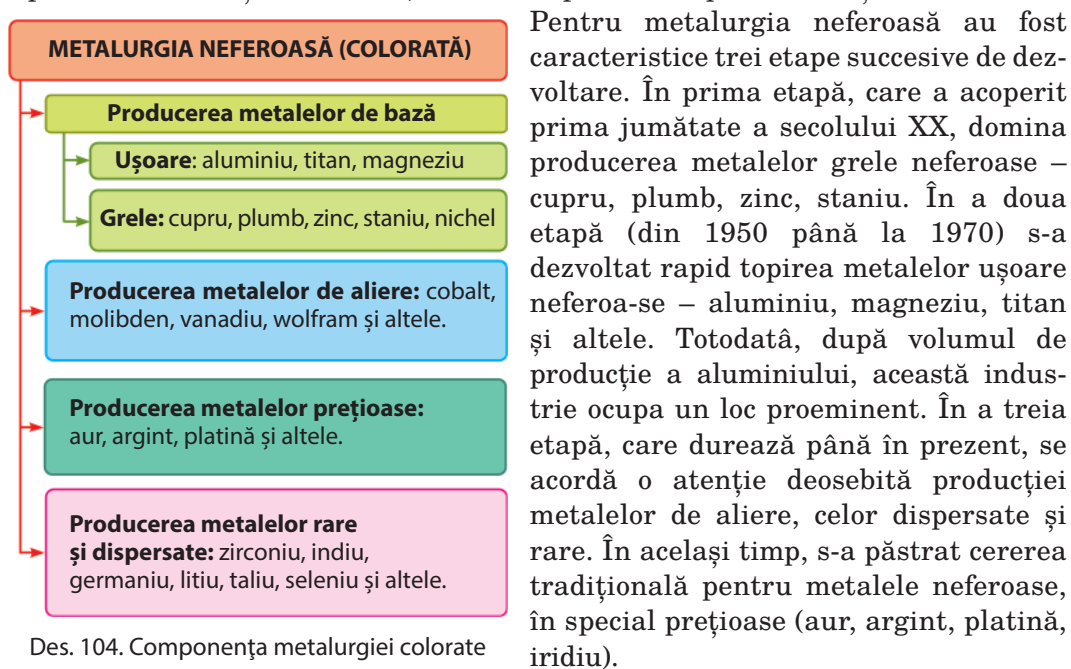 METALURGIA NEFEROASĂ (COLORATĂ)
Producerea metalelor de bază
Ușoare: aluminiu, titan, magneziu
Grele: cupru, plumb, zinc, staniu, nichel
Producerea metalelor de aliere: cobalt,
molibden, vanadiu, wolfram și altele.
Producerea metalelor prețioase:
aur, argint, platină și altele.
Producerea metalelor rare
și dispersate: zirconiu, indiu,
germaniu, litiu, taliu, seleniu și altele.
Des. 104. Componenţa metalurgiei colorate
Pentru metalurgia neferoasă au fost
caracteristice trei etape succesive de dez-
voltare. În prima etapă, care a acoperit
prima jumătate a secolului XX, domina
producerea metalelor grele neferoase –
cupru, plumb, zinc, staniu. În a doua
etapă (din 1950 până la 1970) s-a
dezvoltat rapid topirea metalelor ușoare
neferoa-se – aluminiu, magneziu, titan
și altele. Totodatâ, după volumul de
producție a aluminiului, această indus-
trie ocupa un loc proeminent. În a treia
etapă, care durează până în prezent, se
acordă o atenție deosebită producției
metalelor de aliere, celor dispersate și
rare. În același timp, s-a păstrat cererea
tradițională pentru metalele neferoase,
în special prețioase (aur, argint, platină,
iridiu).